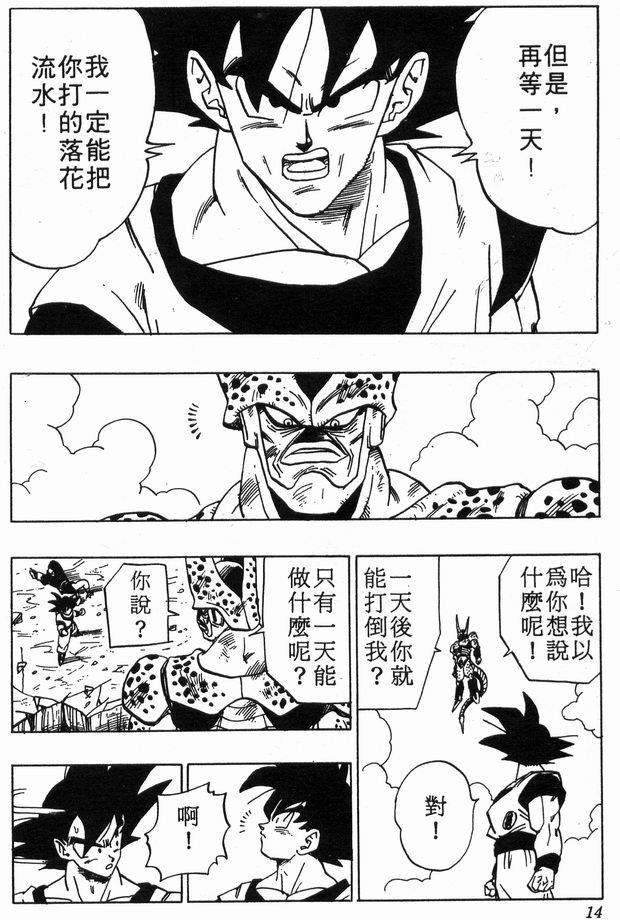 但是，
再等一天！
我一定能把
你打的落花
流水！
哈！我以
爲你想說
什麼呢！
一天後你就
能打倒我？
對！
只有一天能
做什麼呢？
你說？
啊！
14